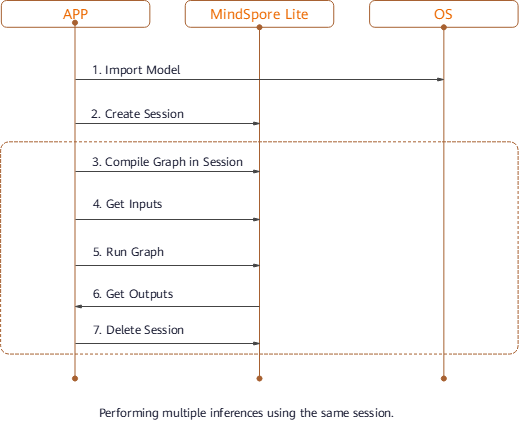 APP MindSpore Lite OS
1. Import Model
2. Create Session
3. Compile Graph in Session
4. Get Inputs
5. Run Graph
6. Get Outputs
7. Delete Session
Performing multiple inferences using the same session.